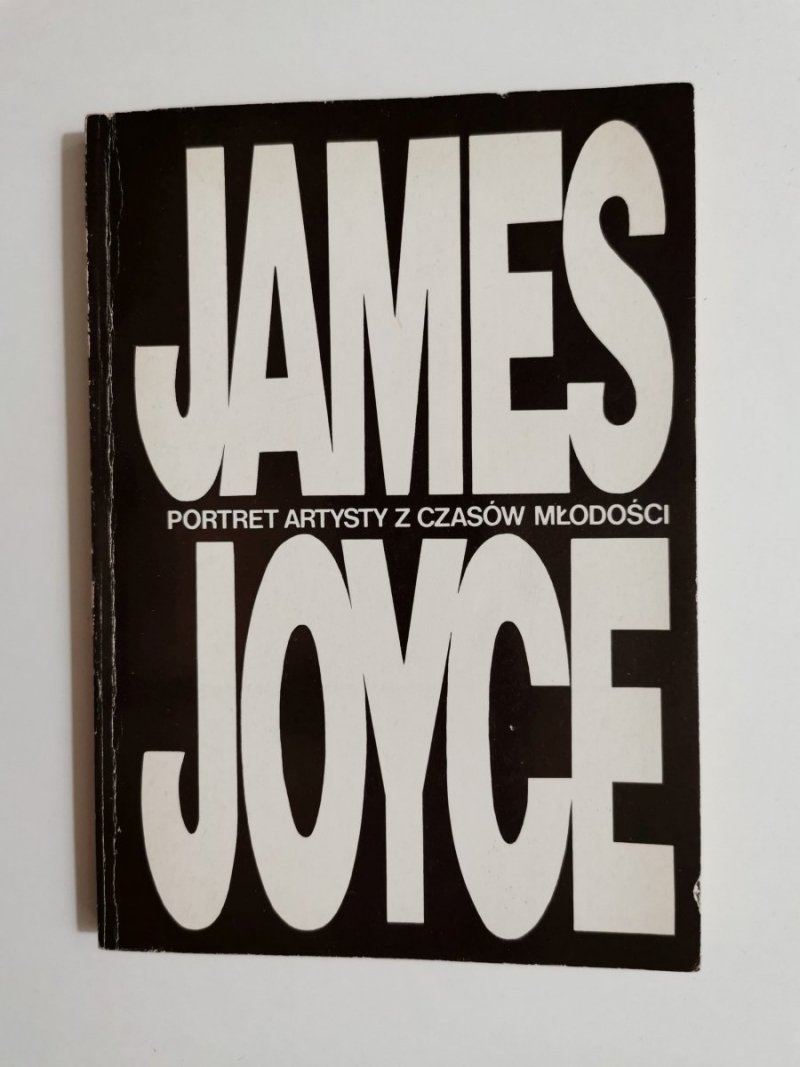 JAMES
PORTRET ARTYSTY Z CZASÓW MŁODOŚCI
JOYCE